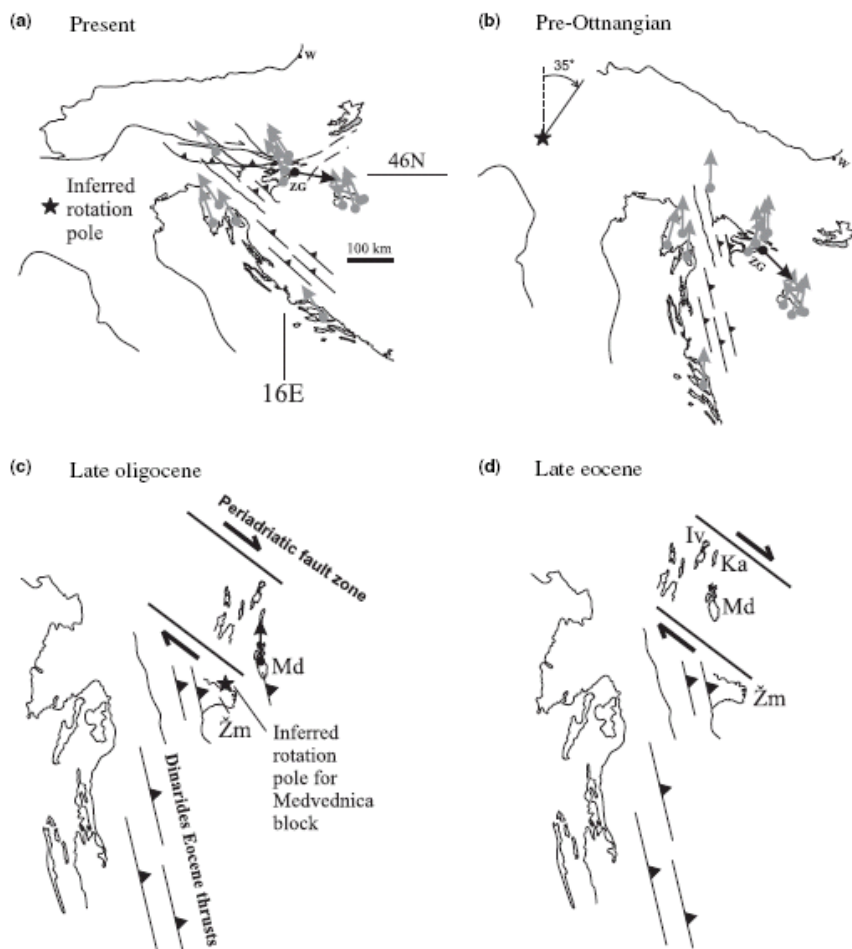 (a) Present
W
46N
Inferred
rotation
pole
ZG
100 km
16E
(b) Pre-Ottnangian
35°
W
ZG
(c) Late oligocene
Periadriatic fault zone
Md
Žm
Inferred
rotation
pole for
Medvednica
block
Dinarides Eocene thrusts
(d) Late eocene
Iv
Ka
Md
Žm